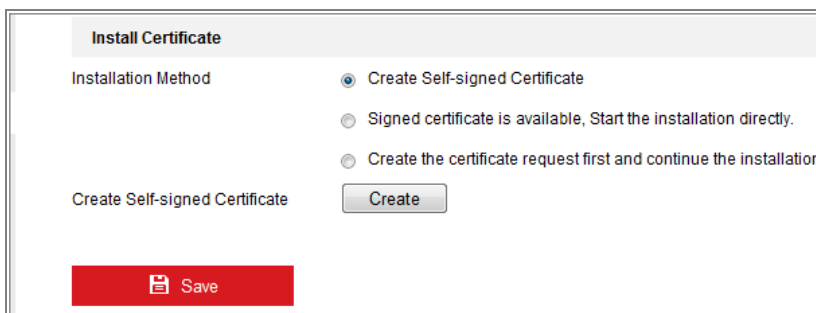 Install Certificate
Installation Method
Create Self-signed Certificate
Signed certificate is available, Start the installation directly.
Create the certificate request first and continue the installation
Create Self-signed Certificate
Create
Save